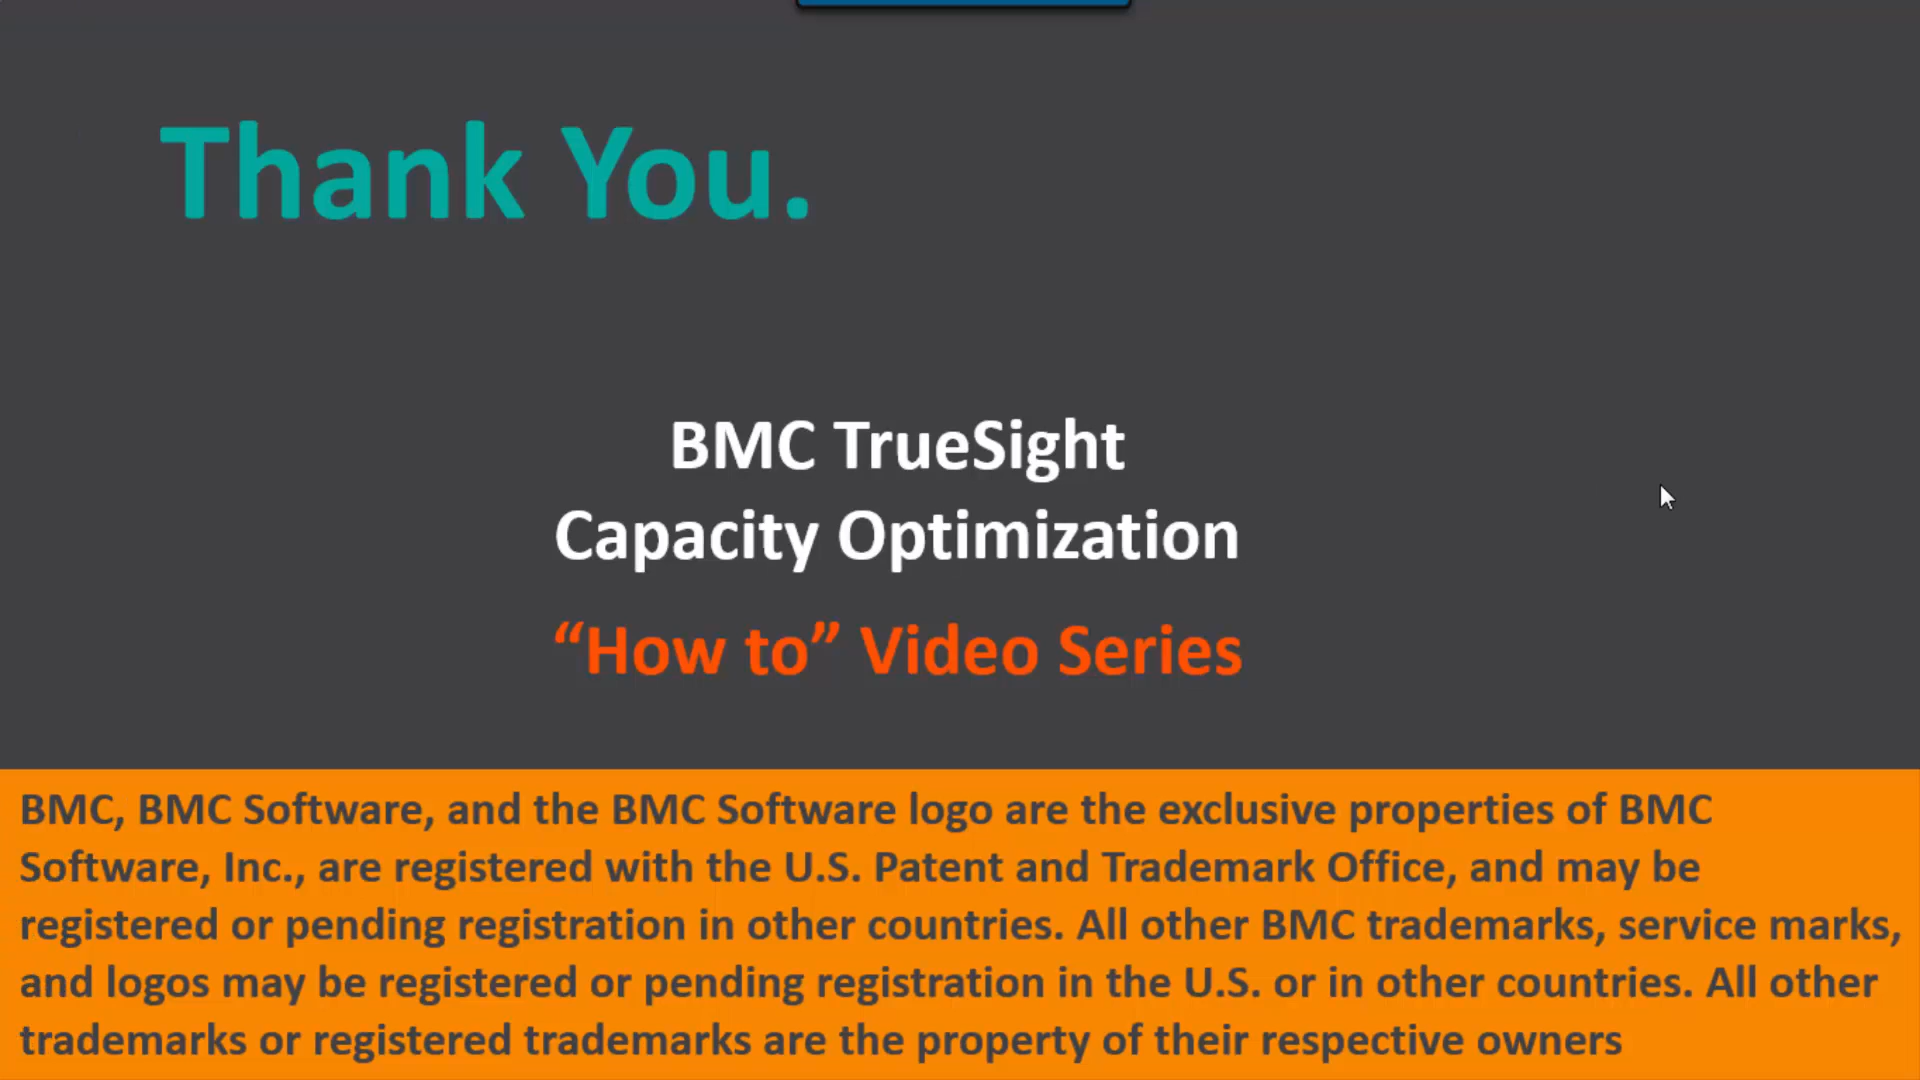 Thank You.
BMC TrueSight
Capacity Optimization
“How to” Video Series
BMC, BMC Software, and the BMC Software logo are the exclusive properties of BMC
Software, Inc., are registered with the U.S. Patent and Trademark Office, and may be
registered or pending registration in other countries. All other BMC trademarks, service marks,
and logos may be registered or pending registration in the U.S. or in other countries. All other
trademarks or registered trademarks are the property of their respective owners